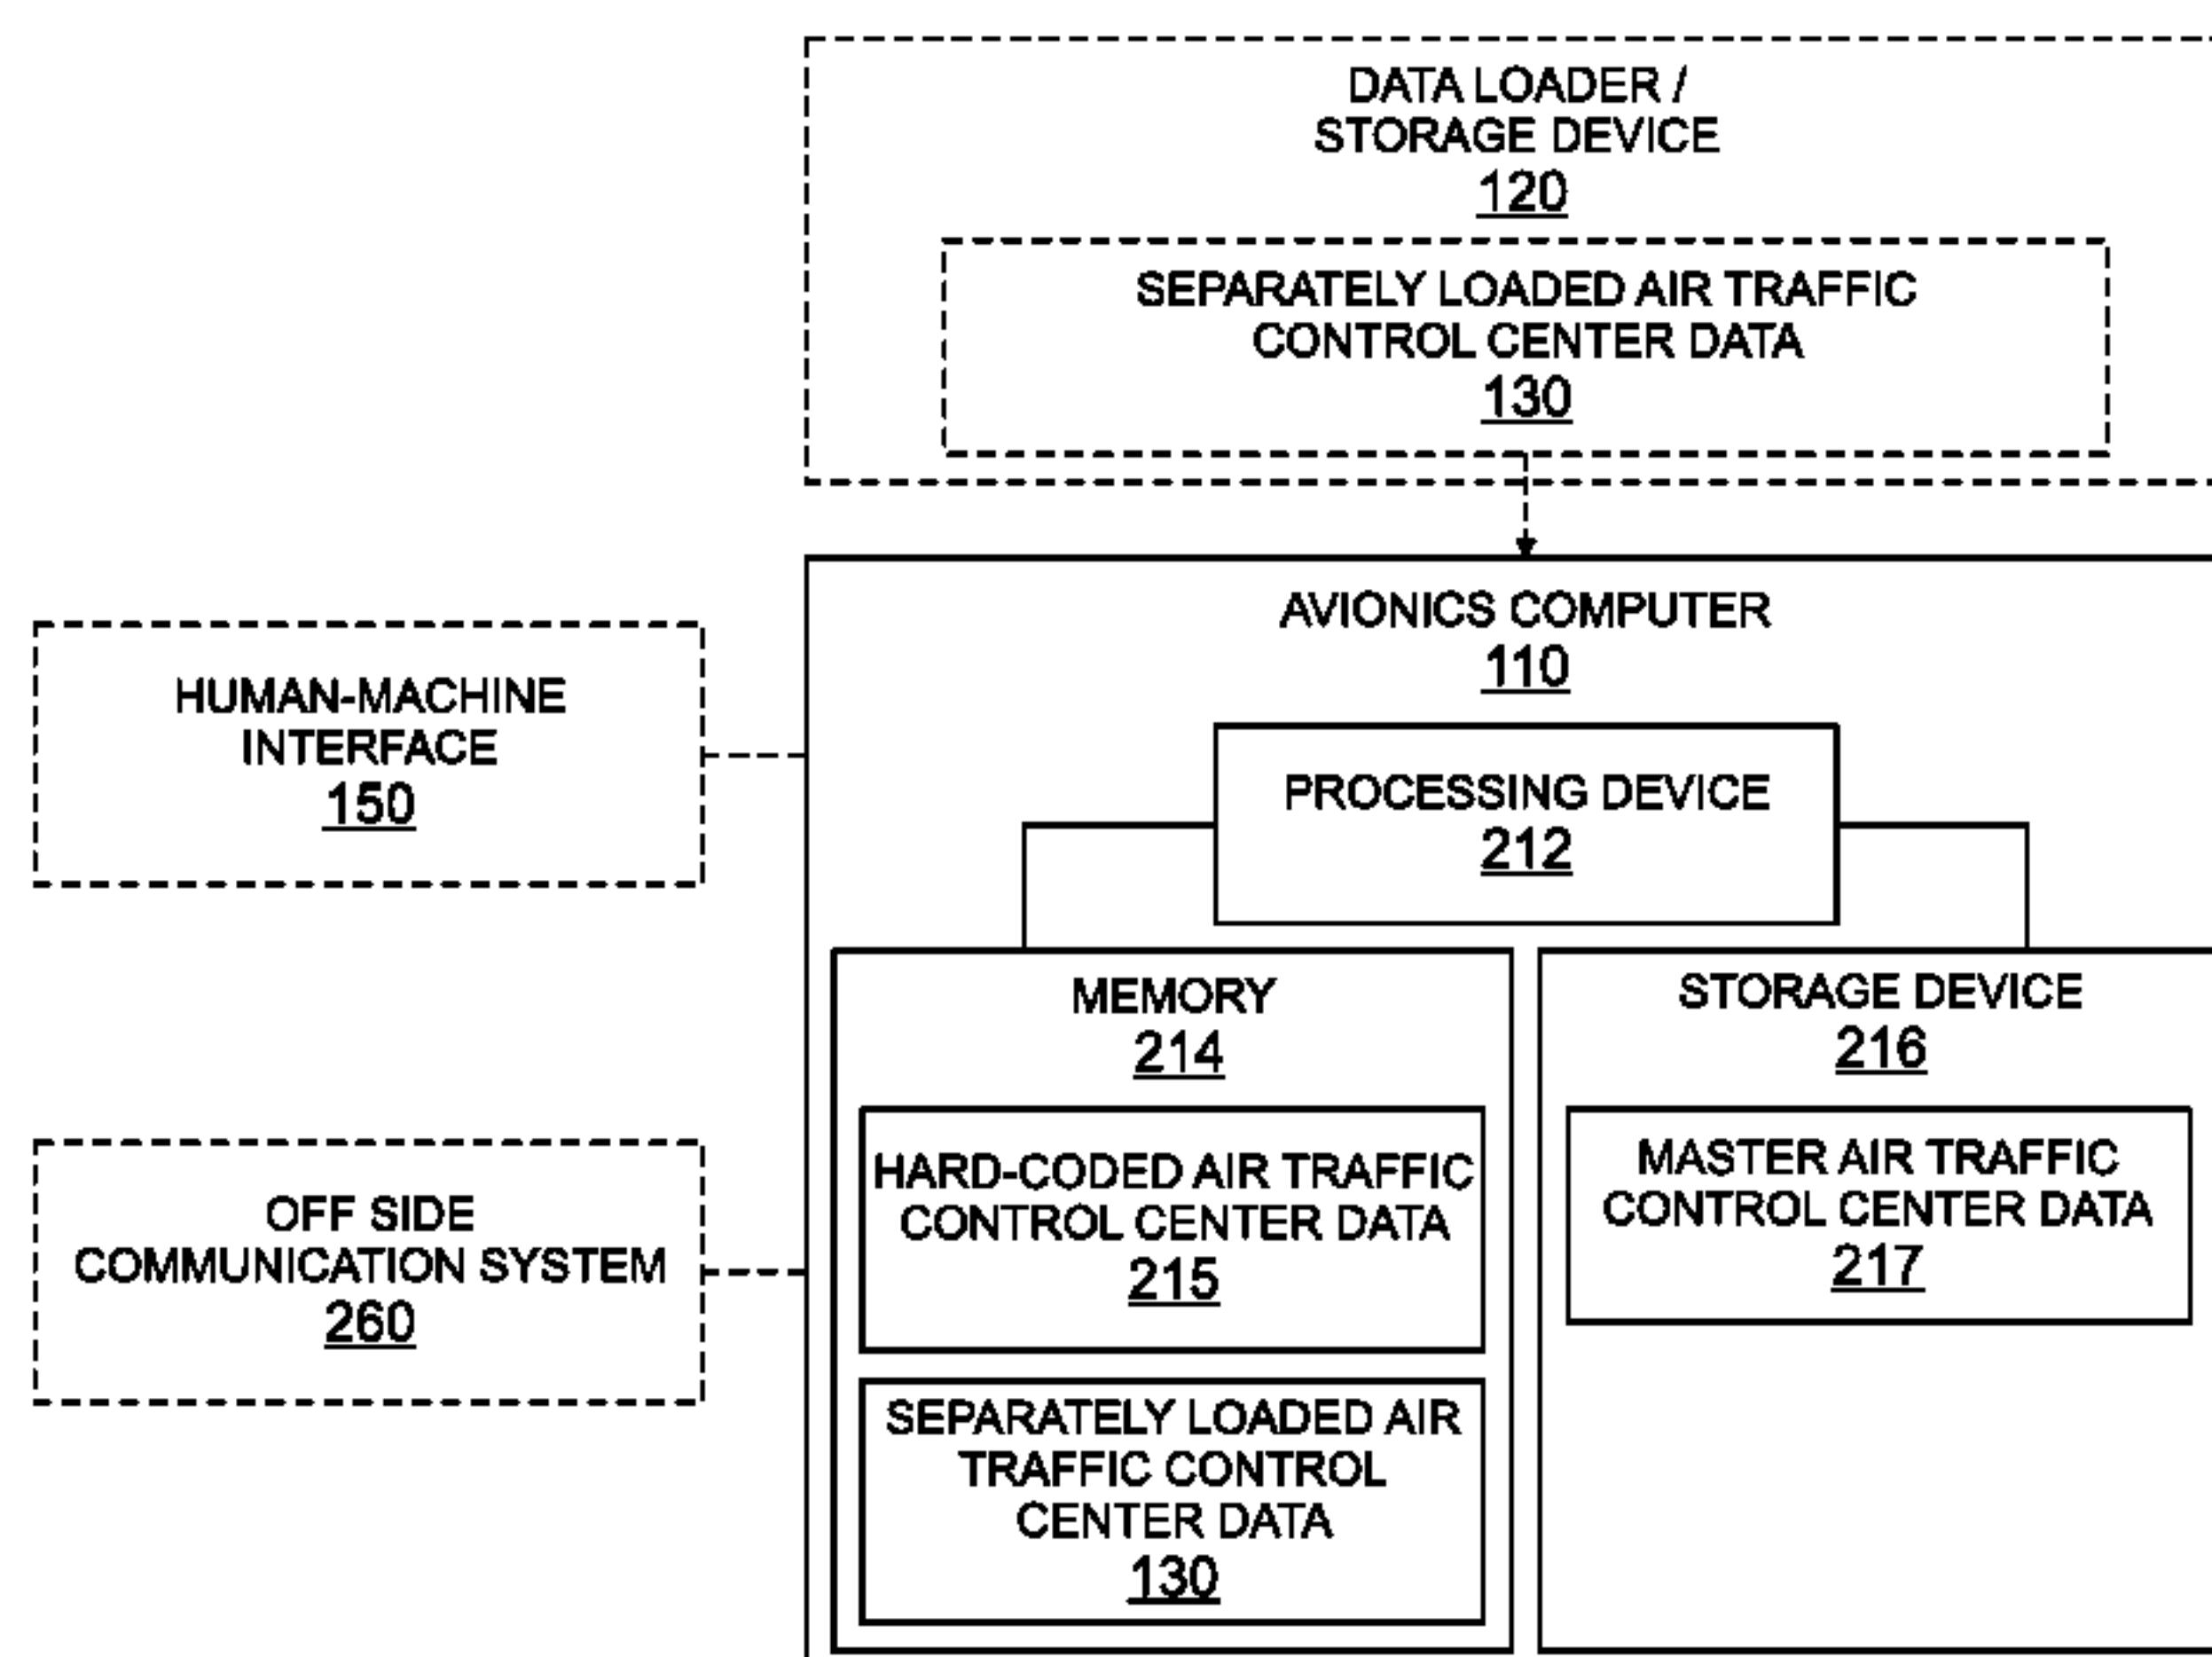 DATA LOADER /
STORAGE DEVICE
120
SEPARATELY LOADED AIR TRAFFIC
CONTROL CENTER DATA
130
AVIONICS COMPUTER
110
HUMAN-MACHINE
INTERFACE
150
PROCESSING DEVICE
212
MEMORY
214
STORAGE DEVICE
216
HARD-CODED AIR TRAFFIC
CONTROL CENTER DATA
215
MASTER AIR TRAFFIC
CONTROL CENTER DATA
217
OFF SIDE
COMMUNICATION SYSTEM
260
SEPARATELY LOADED AIR
TRAFFIC CONTROL
CENTER DATA
130